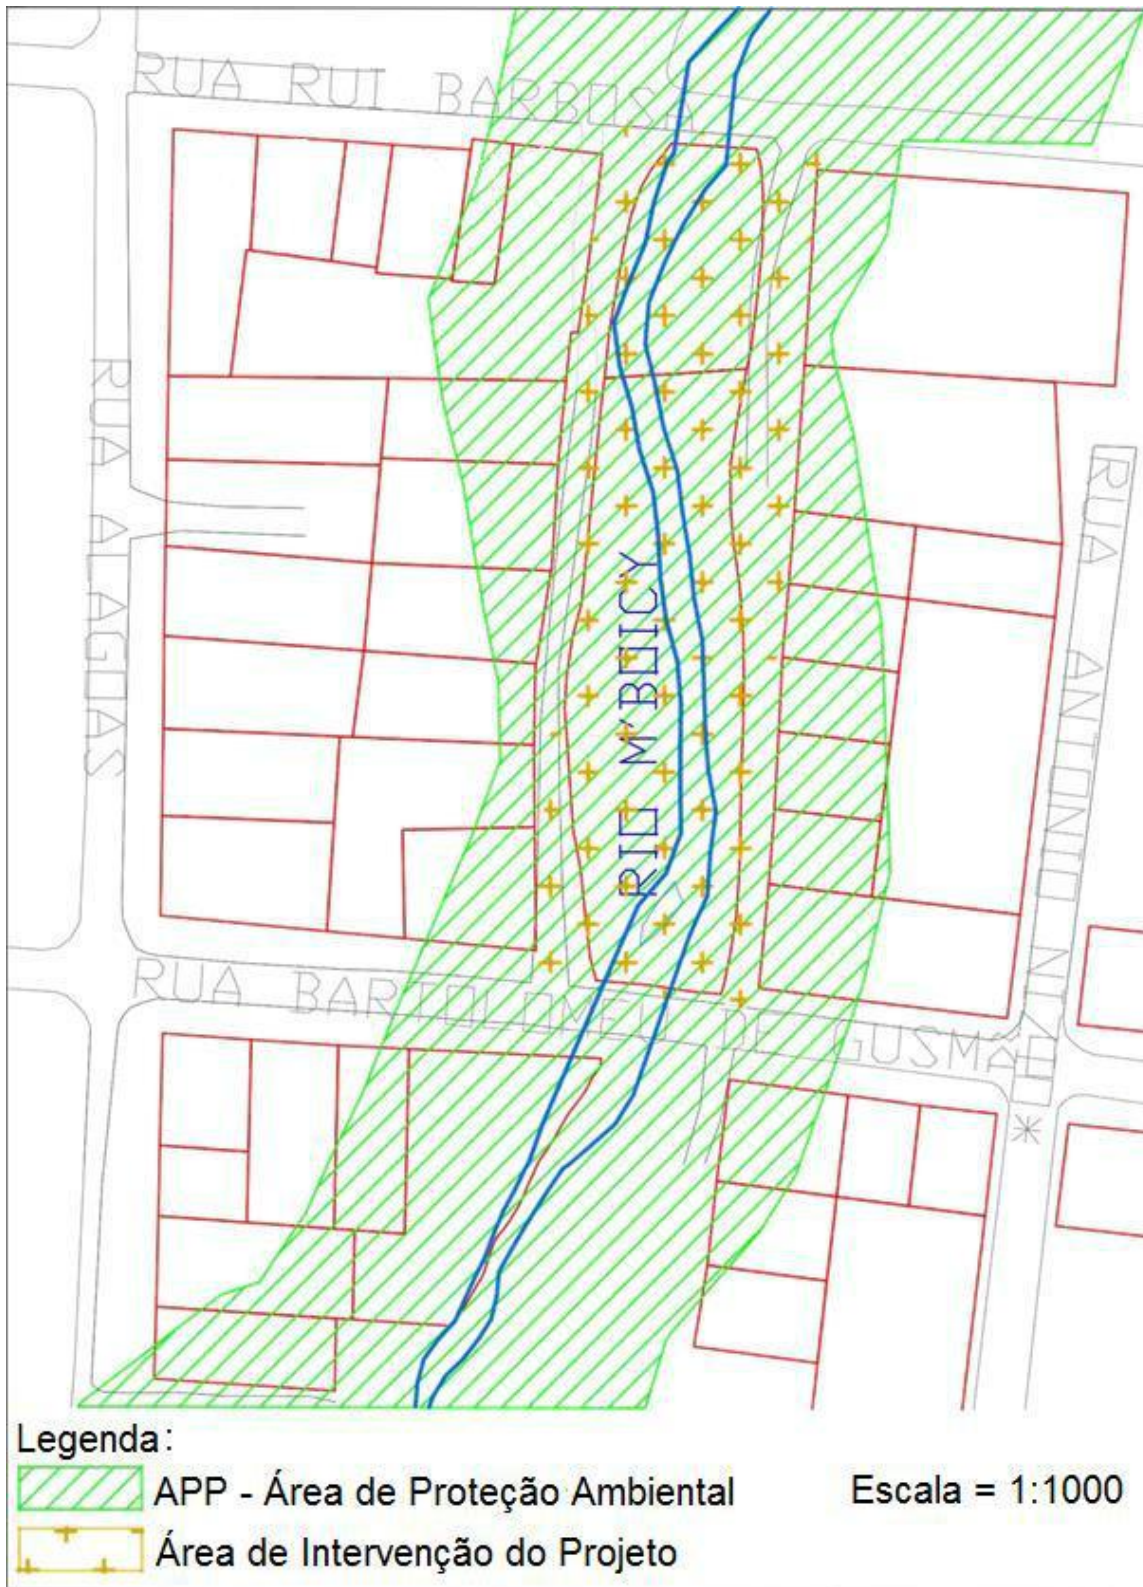 RUA RUI BARBOSA
RUA ALAGOAS
RIO M'BOICY
RUA ANTONIO
RUA BARTOLOMEU DE GUSMÃO
Legenda:
APP - Área de Proteção Ambiental
Escala = 1:1000
Área de Intervenção do Projeto